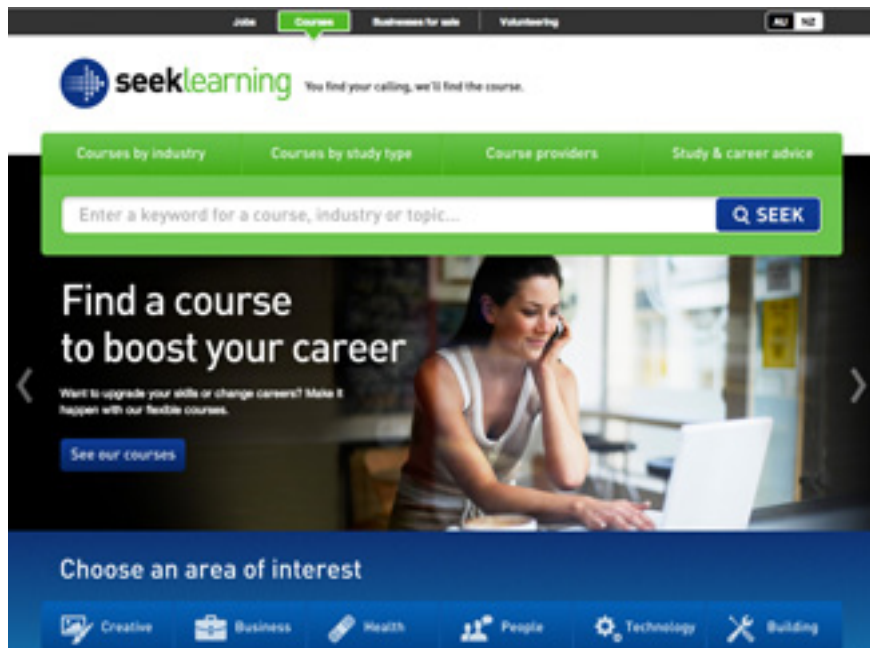 Jobs Courses Businesses for sale Volunteering AU NZ
seeklearning You find your calling, we'll find the course.
Courses by industry Courses by study type Course providers Study & career advice
Enter a keyword for a course, industry or topic... SEEK
Find a course
to boost your career
Want to upgrade your skills or change careers? Make it
happen with our flexible courses.
See our courses
Choose an area of interest
Creative Business Health People Technology Building